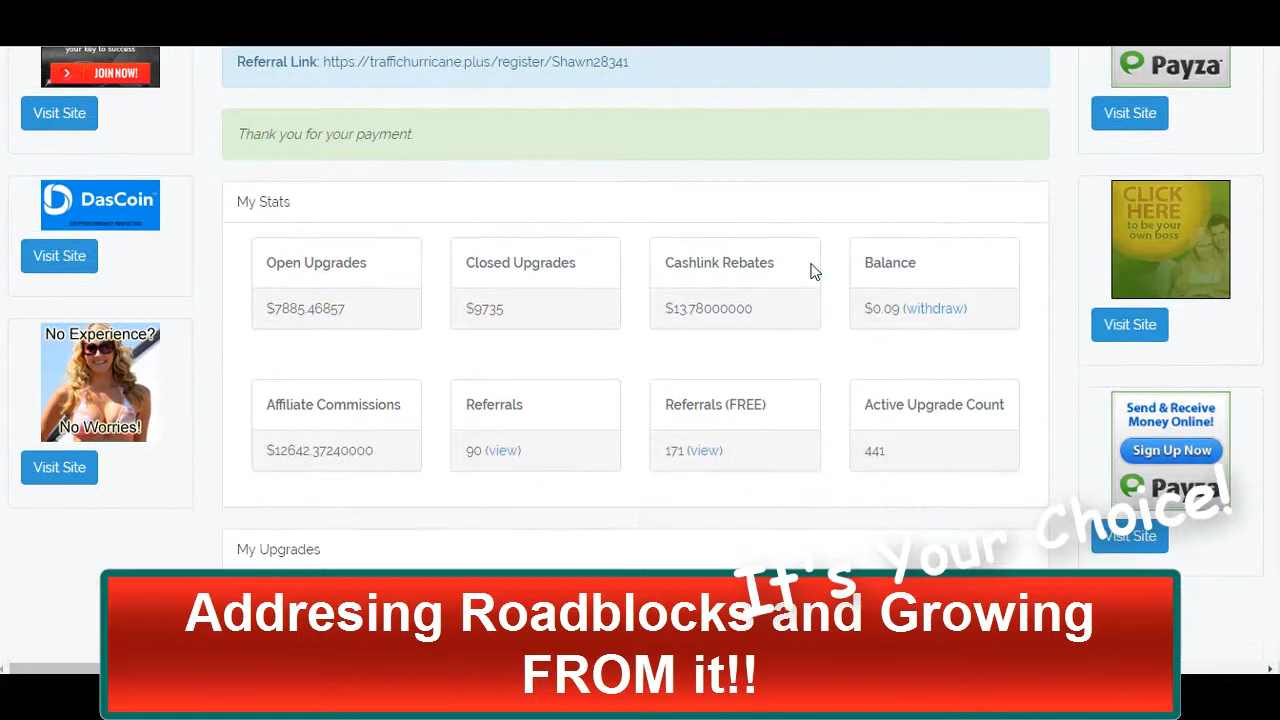 your key to success
JOIN NOW!
Visit Site
DasCoin
Visit Site
No Experience?
No Worries!
Visit Site
Referral Link: https://traffichurricane.plus/register/Shawn28341
Thank you for your payment.
My Stats
Open Upgrades
$7885.46857
Closed Upgrades
$9735
Cashlink Rebates
$13.78000000
Balance
$0.09 (withdraw)
Affiliate Commissions
$12642.37240000
Referrals
90 (view)
Referrals (FREE)
171 (view)
Active Upgrade Count
441
My Upgrades
Payza
Visit Site
CLICK
HERE
to be your
own boss
Visit Site
Send & Receive
Money Online!
Sign Up Now
Payza
Visit Site
It's Your Choice!
Addresing Roadblocks and Growing
FROM it!!